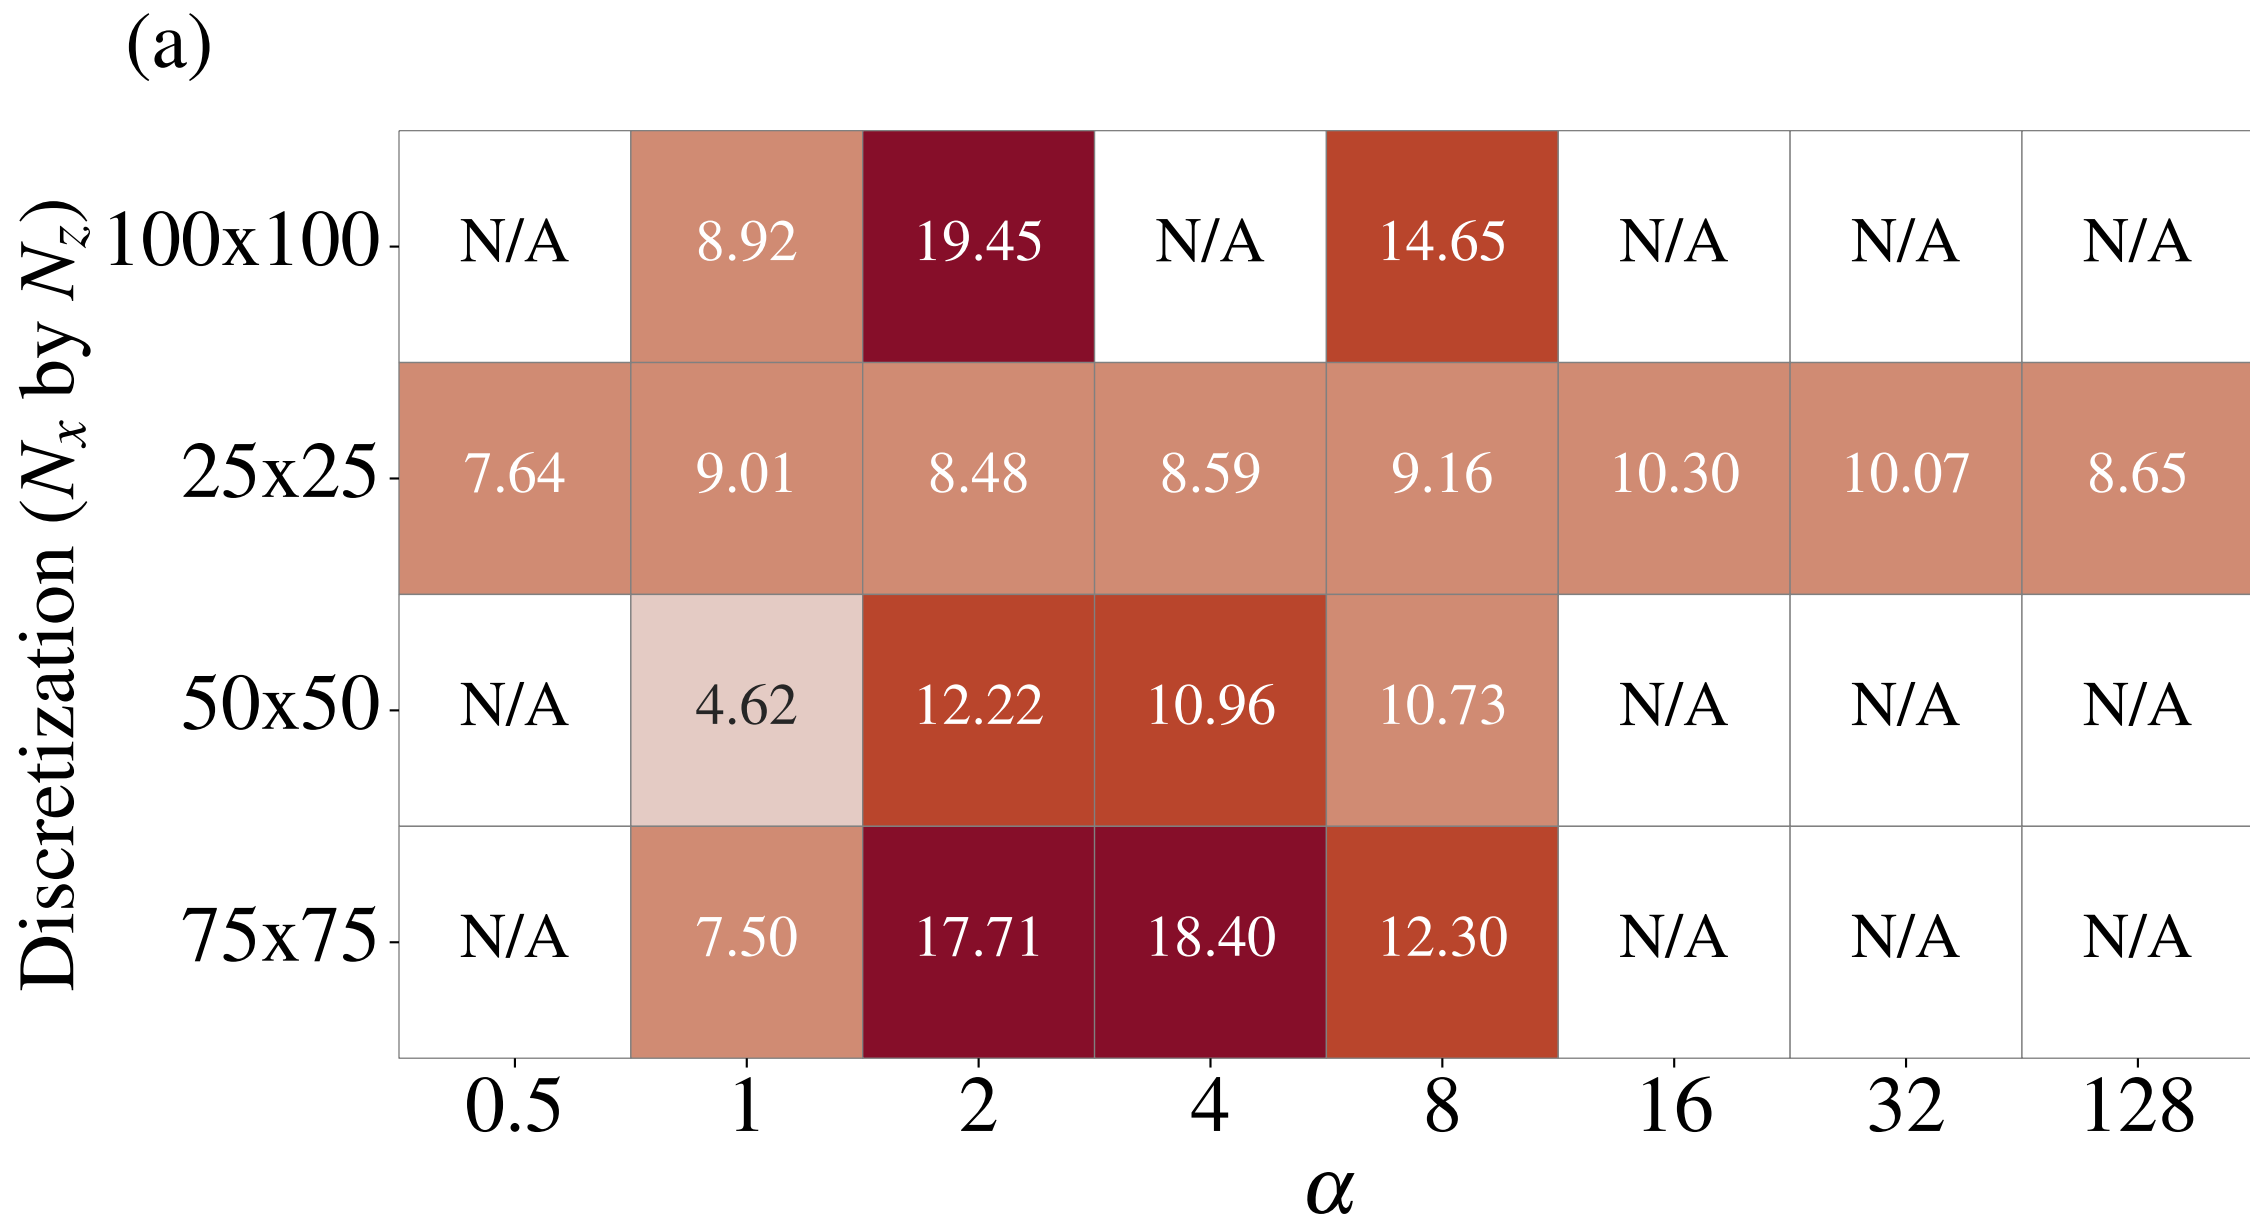 (a)
Discretization (Nx by Nz)
100x100 N/A 8.92 19.45 N/A 14.65 N/A N/A N/A
25x25 7.64 9.01 8.48 8.59 9.16 10.30 10.07 8.65
50x50 N/A 4.62 12.22 10.96 10.73 N/A N/A N/A
75x75 N/A 7.50 17.71 18.40 12.30 N/A N/A N/A
0.5 1 2 4 8 16 32 128
α